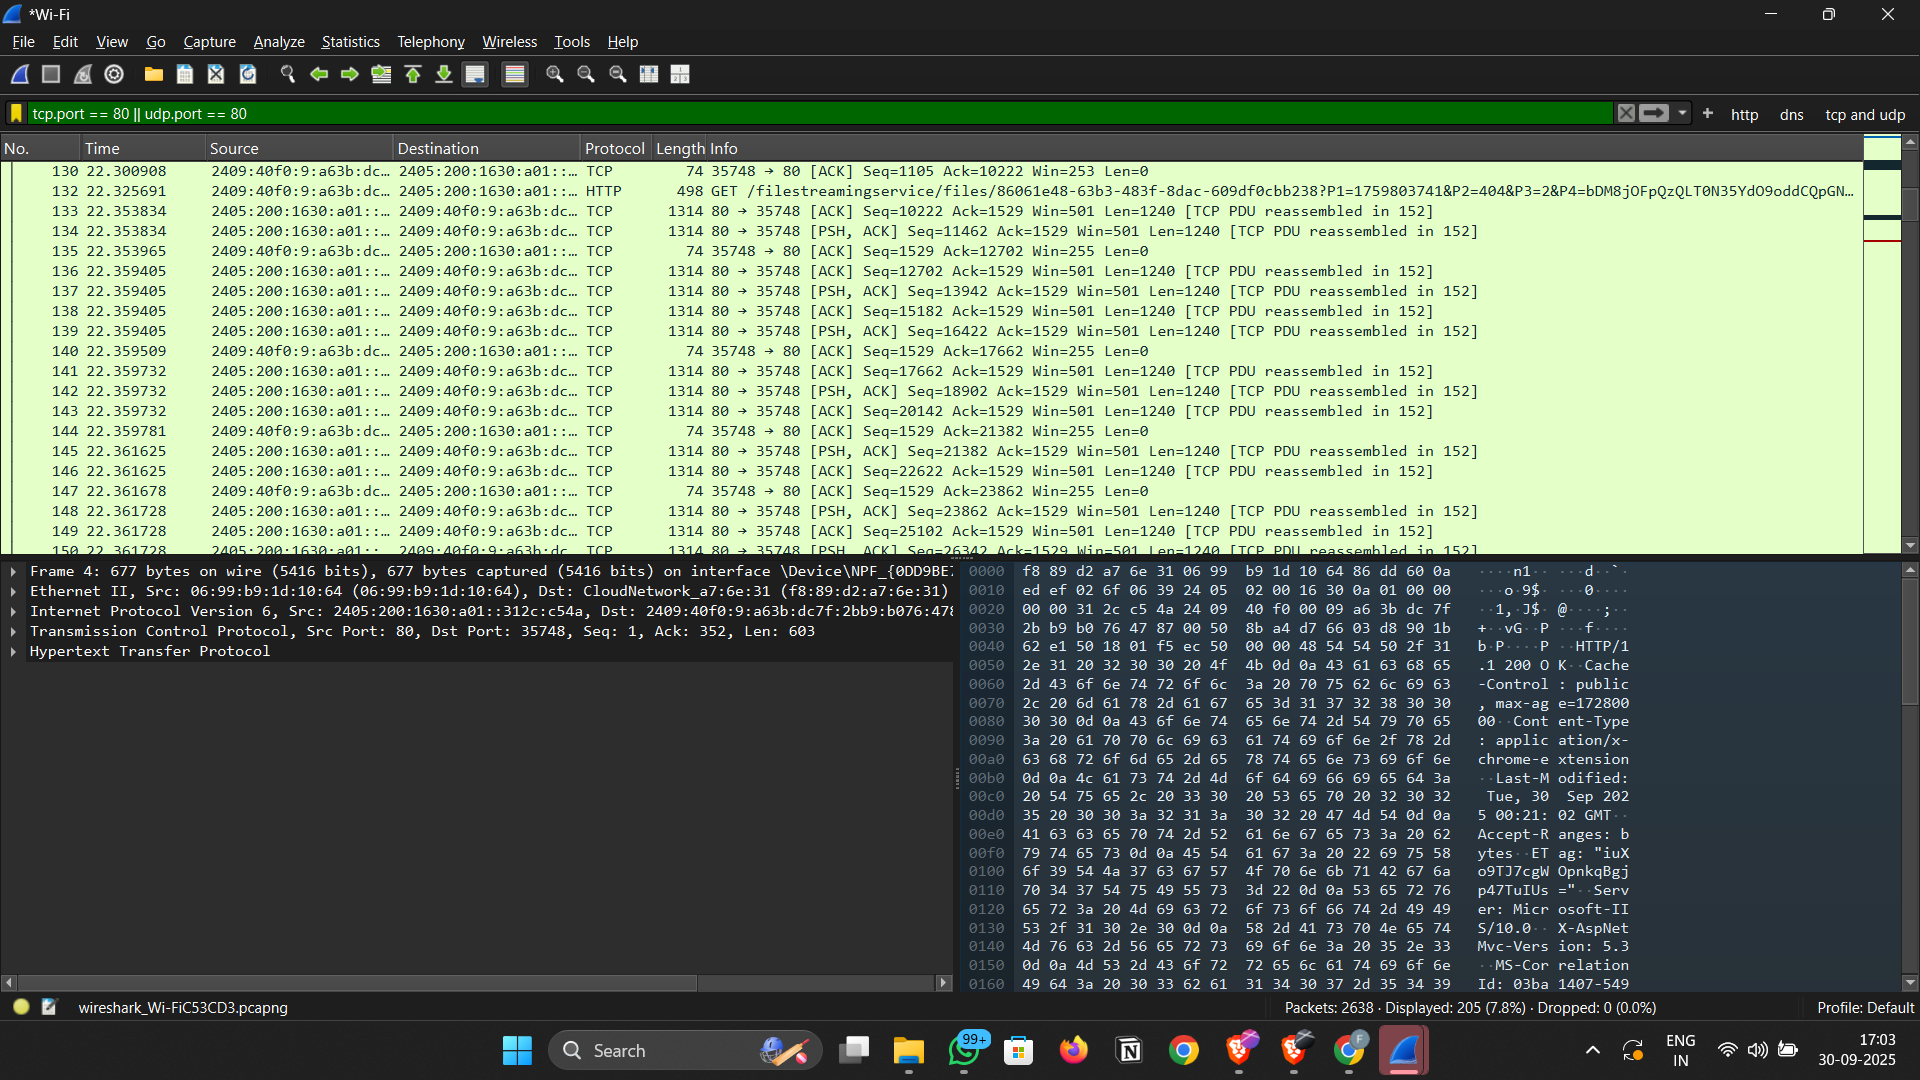 *Wi-Fi
File Edit View Go Capture Analyze Statistics Telephony Wireless Tools Help
tcp.port == 80 || udp.port == 80
+ http dns tcp and udp
No. Time Source Destination Protocol Length Info
130 22.300908 2409:40f0:9:a63b:dc… 2405:200:1630:a01::… TCP 74 35748 → 80 [ACK] Seq=1105 Ack=10222 Win=253 Len=0
132 22.325691 2409:40f0:9:a63b:dc… 2405:200:1630:a01::… HTTP 498 GET /filestreamingservice/files/86061e48-63b3-483f-8dac-609df0cbb238?P1=1759803741&P2=404&P3=2&P4=bDM8jOFpQzQLT0N35YdO9oddCQpGN…
133 22.353834 2405:200:1630:a01::… 2409:40f0:9:a63b:dc… TCP 1314 80 → 35748 [ACK] Seq=10222 Ack=1529 Win=501 Len=1240 [TCP PDU reassembled in 152]
134 22.353834 2405:200:1630:a01::… 2409:40f0:9:a63b:dc… TCP 1314 80 → 35748 [PSH, ACK] Seq=11462 Ack=1529 Win=501 Len=1240 [TCP PDU reassembled in 152]
135 22.353965 2409:40f0:9:a63b:dc… 2405:200:1630:a01::… TCP 74 35748 → 80 [ACK] Seq=1529 Ack=12702 Win=255 Len=0
136 22.359405 2405:200:1630:a01::… 2409:40f0:9:a63b:dc… TCP 1314 80 → 35748 [ACK] Seq=12702 Ack=1529 Win=501 Len=1240 [TCP PDU reassembled in 152]
137 22.359405 2405:200:1630:a01::… 2409:40f0:9:a63b:dc… TCP 1314 80 → 35748 [PSH, ACK] Seq=13942 Ack=1529 Win=501 Len=1240 [TCP PDU reassembled in 152]
138 22.359405 2405:200:1630:a01::… 2409:40f0:9:a63b:dc… TCP 1314 80 → 35748 [ACK] Seq=15182 Ack=1529 Win=501 Len=1240 [TCP PDU reassembled in 152]
139 22.359405 2405:200:1630:a01::… 2409:40f0:9:a63b:dc… TCP 1314 80 → 35748 [PSH, ACK] Seq=16422 Ack=1529 Win=501 Len=1240 [TCP PDU reassembled in 152]
140 22.359509 2409:40f0:9:a63b:dc… 2405:200:1630:a01::… TCP 74 35748 → 80 [ACK] Seq=1529 Ack=17662 Win=255 Len=0
141 22.359732 2405:200:1630:a01::… 2409:40f0:9:a63b:dc… TCP 1314 80 → 35748 [ACK] Seq=17662 Ack=1529 Win=501 Len=1240 [TCP PDU reassembled in 152]
142 22.359732 2405:200:1630:a01::… 2409:40f0:9:a63b:dc… TCP 1314 80 → 35748 [PSH, ACK] Seq=18902 Ack=1529 Win=501 Len=1240 [TCP PDU reassembled in 152]
143 22.359732 2405:200:1630:a01::… 2409:40f0:9:a63b:dc… TCP 1314 80 → 35748 [ACK] Seq=20142 Ack=1529 Win=501 Len=1240 [TCP PDU reassembled in 152]
144 22.359781 2409:40f0:9:a63b:dc… 2405:200:1630:a01::… TCP 74 35748 → 80 [ACK] Seq=1529 Ack=21382 Win=255 Len=0
145 22.361625 2405:200:1630:a01::… 2409:40f0:9:a63b:dc… TCP 1314 80 → 35748 [PSH, ACK] Seq=21382 Ack=1529 Win=501 Len=1240 [TCP PDU reassembled in 152]
146 22.361625 2405:200:1630:a01::… 2409:40f0:9:a63b:dc… TCP 1314 80 → 35748 [ACK] Seq=22622 Ack=1529 Win=501 Len=1240 [TCP PDU reassembled in 152]
147 22.361678 2409:40f0:9:a63b:dc… 2405:200:1630:a01::… TCP 74 35748 → 80 [ACK] Seq=1529 Ack=23862 Win=255 Len=0
148 22.361728 2405:200:1630:a01::… 2409:40f0:9:a63b:dc… TCP 1314 80 → 35748 [PSH, ACK] Seq=23862 Ack=1529 Win=501 Len=1240 [TCP PDU reassembled in 152]
149 22.361728 2405:200:1630:a01::… 2409:40f0:9:a63b:dc… TCP 1314 80 → 35748 [ACK] Seq=25102 Ack=1529 Win=501 Len=1240 [TCP PDU reassembled in 152]
150 22.361728 2405:200:1630:a01::… 2409:40f0:9:a63b:dc… TCP 1314 80 → 35748 [PSH, ACK] Seq=26342 Ack=1529 Win=501 Len=1240 [TCP PDU reassembled in 152]
Frame 4: 677 bytes on wire (5416 bits), 677 bytes captured (5416 bits) on interface \Device\NPF_{0DD9BE7
Ethernet II, Src: 06:99:b9:1d:10:64 (06:99:b9:1d:10:64), Dst: CloudNetwork_a7:6e:31 (f8:89:d2:a7:6e:31)
Internet Protocol Version 6, Src: 2405:200:1630:a01::312c:c54a, Dst: 2409:40f0:9:a63b:dc7f:2bb9:b076:478
Transmission Control Protocol, Src Port: 80, Dst Port: 35748, Seq: 1, Ack: 352, Len: 603
Hypertext Transfer Protocol
0000 f8 89 d2 a7 6e 31 06 99 b9 1d 10 64 86 dd 60 0a ····n1·· ···d··`·
0010 ed ef 02 6f 06 39 24 05 02 00 16 30 0a 01 00 00 ···o·9$· ···0····
0020 00 00 31 2c c5 4a 24 09 40 f0 00 09 a6 3b dc 7f ··1,·J$· @····;··
0030 2b b9 b0 76 47 87 00 50 8b a4 d7 66 03 d8 90 1b +··vG··P ···f····
0040 62 e1 50 18 01 f5 ec 50 00 00 48 54 54 50 2f 31 b·P····P ··HTTP/1
0050 2e 31 20 32 30 30 20 4f 4b 0d 0a 43 61 63 68 65 .1 200 O K··Cache
0060 2d 43 6f 6e 74 72 6f 6c 3a 20 70 75 62 6c 69 63 -Control : public
0070 2c 20 6d 61 78 2d 61 67 65 3d 31 37 32 38 30 30 , max-ag e=172800
0080 30 30 0d 0a 43 6f 6e 74 65 6e 74 2d 54 79 70 65 00··Cont ent-Type
0090 3a 20 61 70 70 6c 69 63 61 74 69 6f 6e 2f 78 2d : applic ation/x-
00a0 63 68 72 6f 6d 65 2d 65 78 74 65 6e 73 69 6f 6e chrome-e xtension
00b0 0d 0a 4c 61 73 74 2d 4d 6f 64 69 66 69 65 64 3a ··Last-M odified:
00c0 20 54 75 65 2c 20 33 30 20 53 65 70 20 32 30 32  Tue, 30  Sep 202
00d0 35 20 30 30 3a 32 31 3a 30 32 20 47 4d 54 0d 0a 5 00:21: 02 GMT··
00e0 41 63 63 65 70 74 2d 52 61 6e 67 65 73 3a 20 62 Accept-R anges: b
00f0 79 74 65 73 0d 0a 45 54 61 67 3a 20 22 69 75 58 ytes··ET ag: "iuX
0100 6f 39 54 4a 37 63 67 57 4f 70 6e 6b 71 42 67 6a o9TJ7cgW OpnkqBgj
0110 70 34 37 54 75 49 55 73 3d 22 0d 0a 53 65 72 76 p47TuIUs ="··Serv
0120 65 72 3a 20 4d 69 63 72 6f 73 6f 66 74 2d 49 49 er: Micr osoft-II
0130 53 2f 31 30 2e 30 0d 0a 58 2d 41 73 70 4e 65 74 S/10.0·· X-AspNet
0140 4d 76 63 2d 56 65 72 73 69 6f 6e 3a 20 35 2e 33 Mvc-Vers ion: 5.3
0150 0d 0a 4d 53 2d 43 6f 72 72 65 6c 61 74 69 6f 6e ··MS-Cor relation
0160 49 64 3a 20 30 33 62 61 31 34 30 37 2d 35 34 39 Id: 03ba 1407-549
wireshark_Wi-FiC53CD3.pcapng
Packets: 2638 · Displayed: 205 (7.8%) · Dropped: 0 (0.0%)
Profile: Default
Search
99+
F
ENG
IN
17:03
30-09-2025